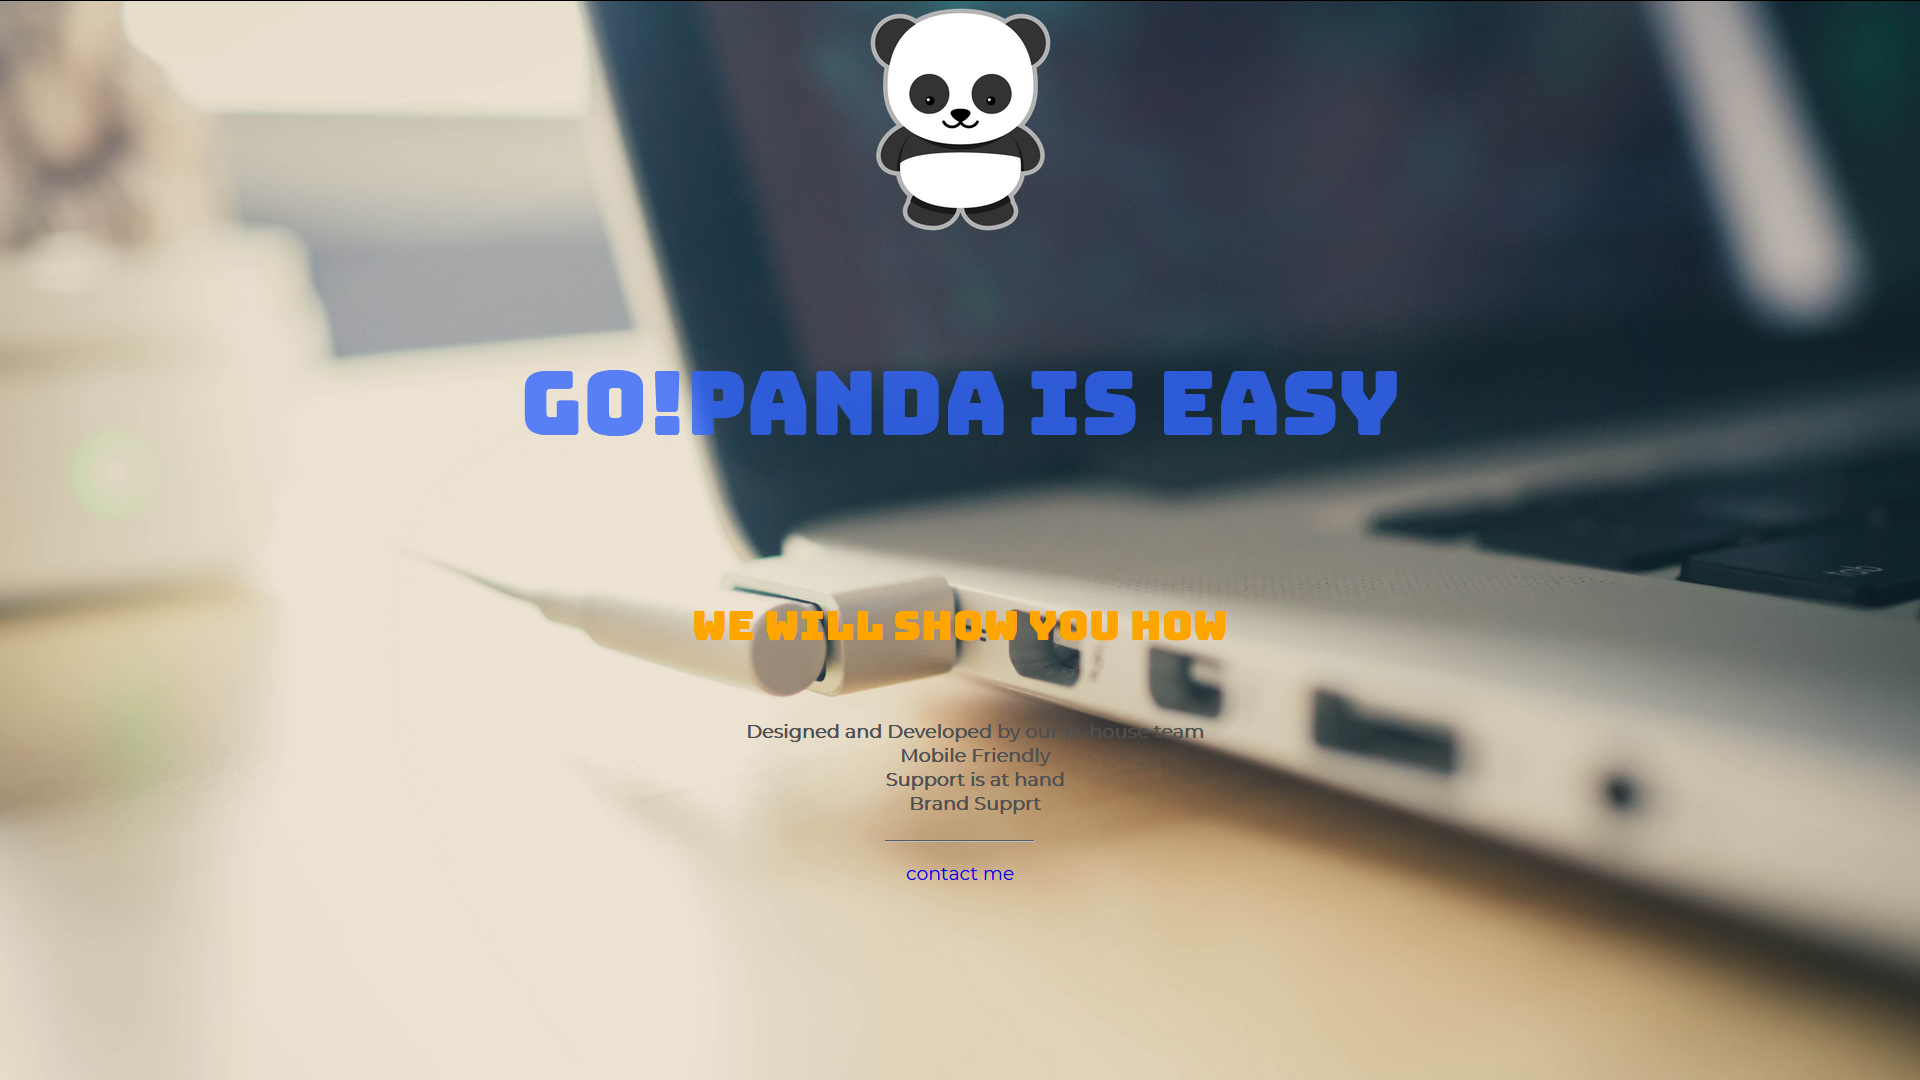 GO!PANDA IS EASY
tab
WE WILL SHOW YOU HOW
Designed and Developed by our in-house team
Mobile Friendly
Support is at hand
Brand Supprt
contact me